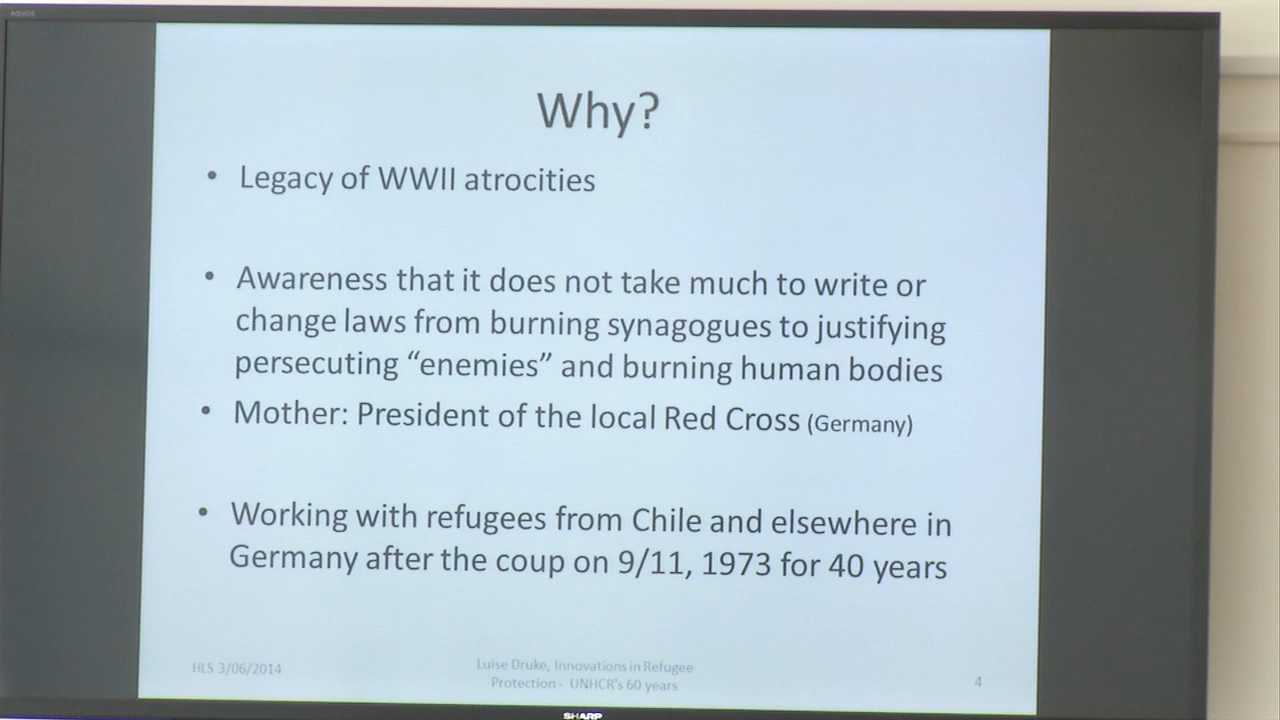 AQUOS
Why?
• Legacy of WWII atrocities
• Awareness that it does not take much to write or
change laws from burning synagogues to justifying
persecuting “enemies” and burning human bodies
• Mother: President of the local Red Cross (Germany)
• Working with refugees from Chile and elsewhere in
Germany after the coup on 9/11, 1973 for 40 years
HLS 3/06/2014
Luise Druke, Innovations in Refugee
Protection - UNHCR's 60 years
4
SHARP